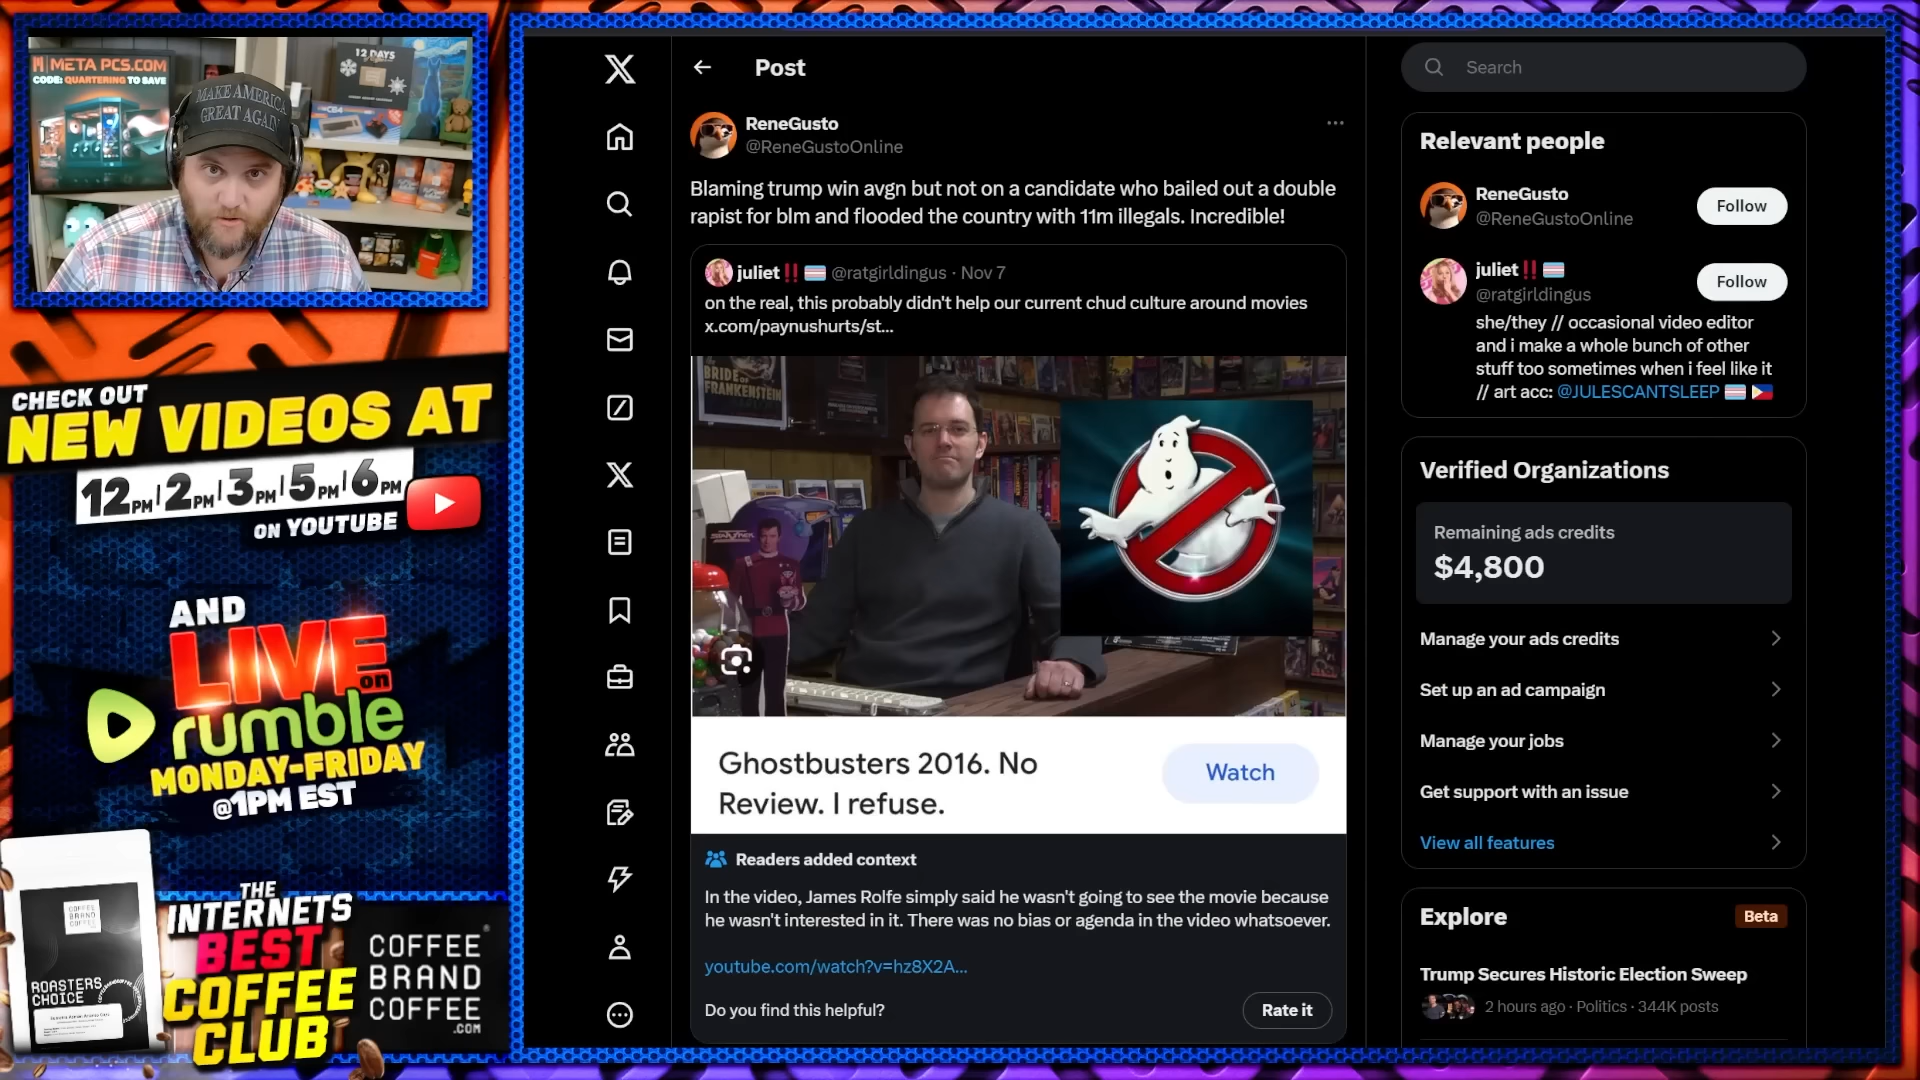 META PCS.COM
CODE: QUARTERING TO SAVE
12 DAYS
MAKE AMERICA
GREAT AGAIN
CHECK OUT
NEW VIDEOS AT
12PM | 2PM | 3PM | 5PM | 6PM
ON YOUTUBE
AND
LIVE
on
rumble
MONDAY-FRIDAY
@1PM EST
THE
INTERNETS
BEST
COFFEE
CLUB
COFFEE
BRAND
COFFEE
.COM
COFFEE
BRAND
COFFEE
ROASTERS
CHOICE
Post
ReneGusto
@ReneGustoOnline
Blaming trump win avgn but not on a candidate who bailed out a double
rapist for blm and flooded the country with 11m illegals. Incredible!
juliet‼️🏳️‍⚧️ @ratgirldingus · Nov 7
on the real, this probably didn't help our current chud culture around movies
x.com/paynushurts/st...
BRIDE OF
FRANKENSTEIN
STAR TREK
Ghostbusters 2016. No
Review. I refuse.
Watch
Readers added context
In the video, James Rolfe simply said he wasn't going to see the movie because
he wasn't interested in it. There was no bias or agenda in the video whatsoever.
youtube.com/watch?v=hz8X2A...
Do you find this helpful?
Rate it
Search
Relevant people
ReneGusto
@ReneGustoOnline
Follow
juliet‼️🏳️‍⚧️
@ratgirldingus
Follow
she/they // occasional video editor
and i make a whole bunch of other
stuff too sometimes when i feel like it
// art acc: @JULESCANTSLEEP 🏳️‍⚧️ 🇵🇭
Verified Organizations
Remaining ads credits
$4,800
Manage your ads credits
Set up an ad campaign
Manage your jobs
Get support with an issue
View all features
Explore
Beta
Trump Secures Historic Election Sweep
2 hours ago · Politics · 344K posts